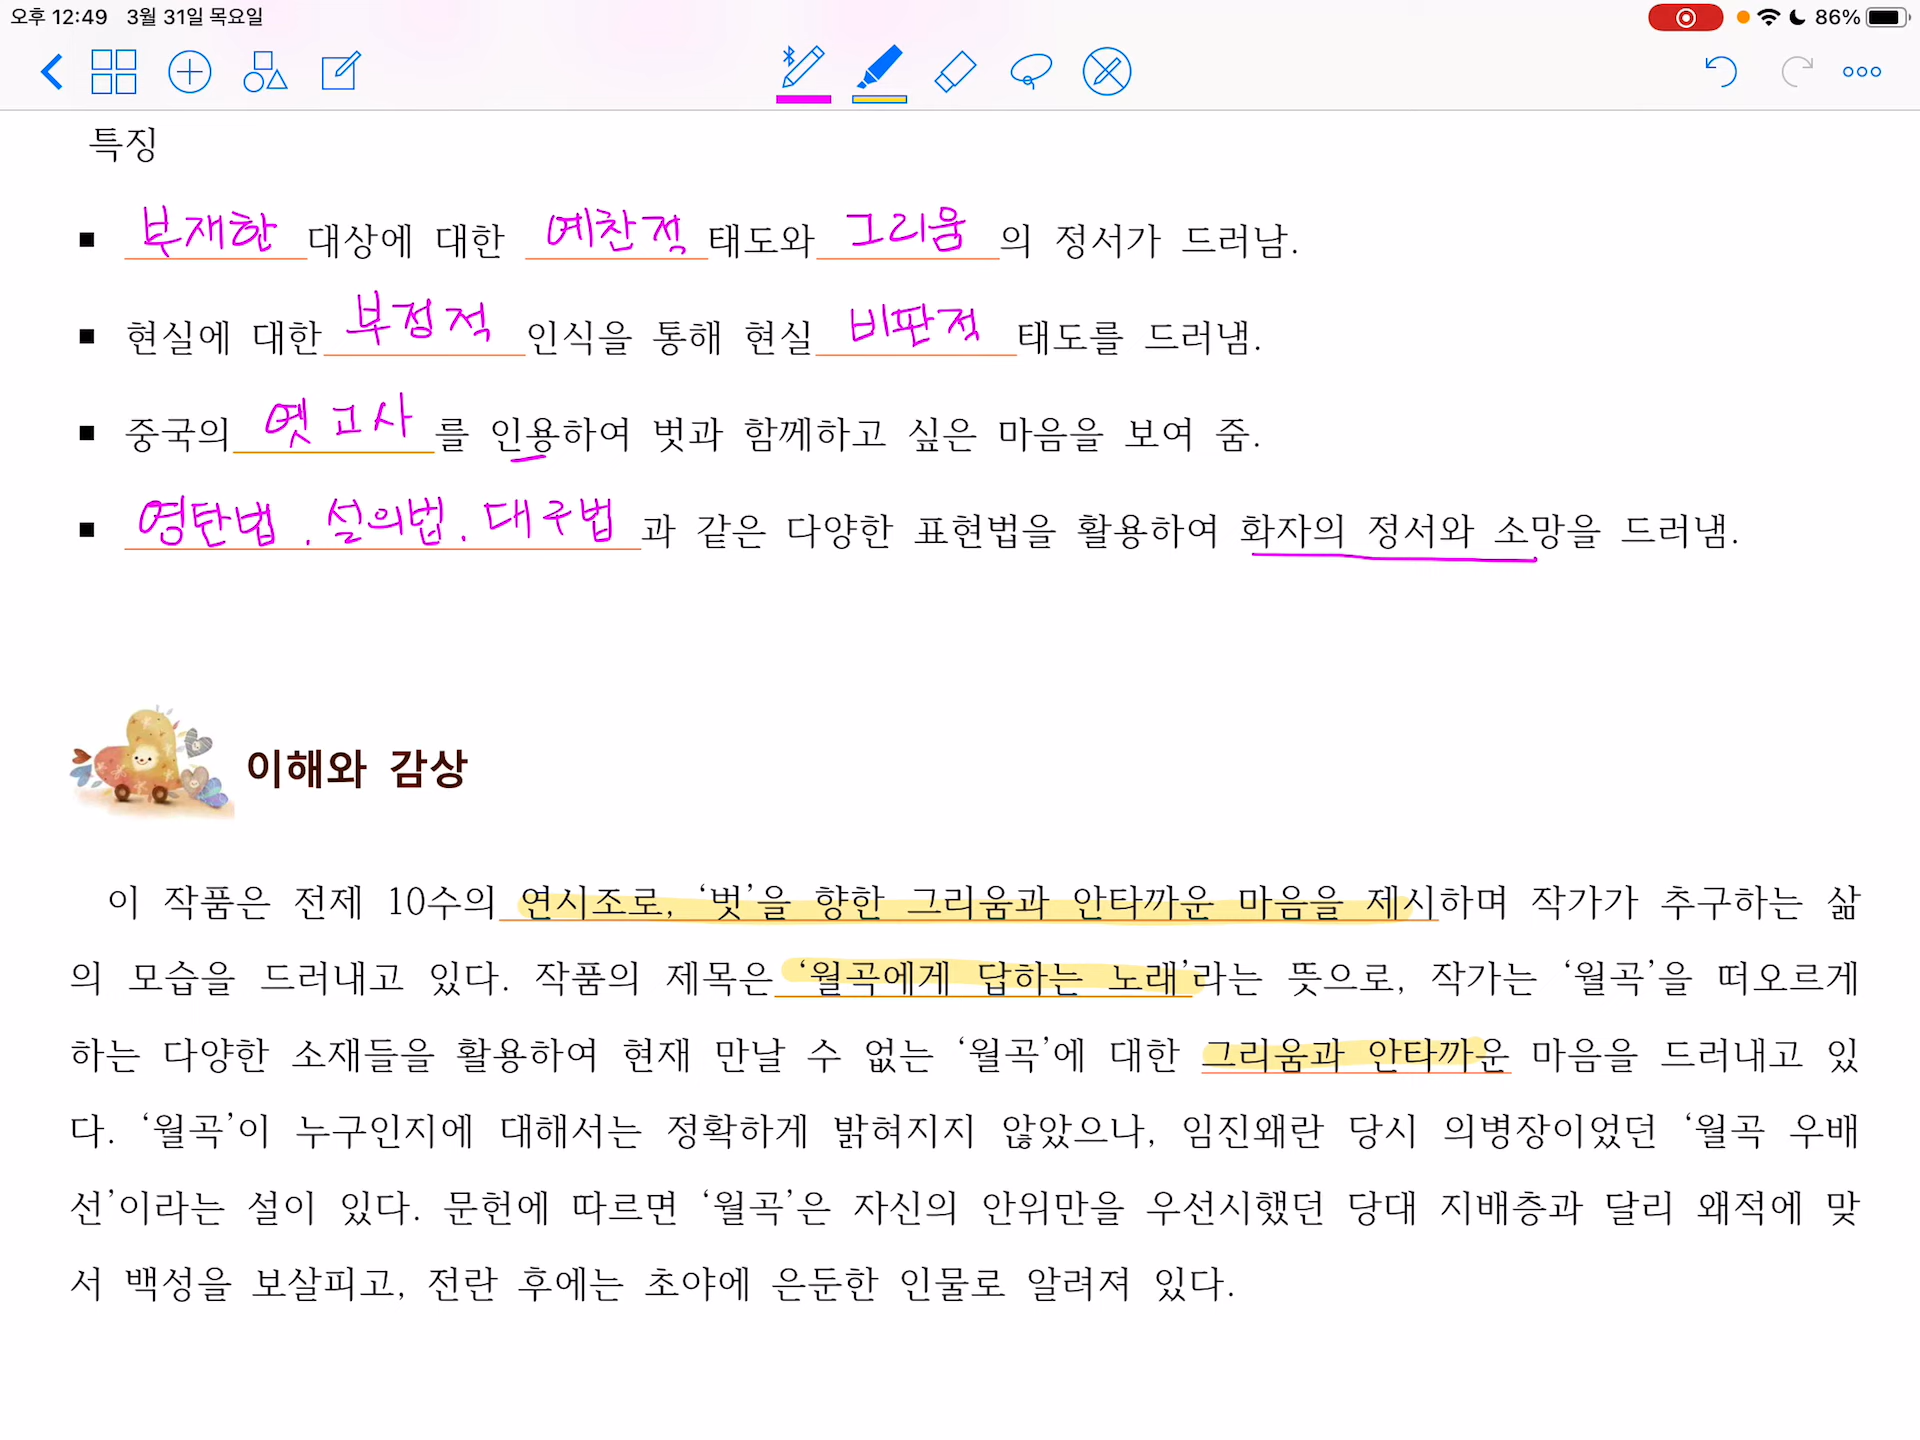 오후 12:49 3월 31일 목요일 86%
특징
▪ 부재한 대상에 대한 예찬적 태도와 그리움 의 정서가 드러남.
▪ 현실에 대한 부정적 인식을 통해 현실 비판적 태도를 드러냄.
▪ 중국의 옛 고사 를 인용하여 벗과 함께하고 싶은 마음을 보여 줌.
▪ 영탄법. 설의법. 대구법 과 같은 다양한 표현법을 활용하여 화자의 정서와 소망을 드러냄.
이해와 감상
이 작품은 전제 10수의 연시조로, ‘벗’을 향한 그리움과 안타까운 마음을 제시하며 작가가 추구하는 삶
의 모습을 드러내고 있다. 작품의 제목은 ‘월곡에게 답하는 노래’라는 뜻으로, 작가는 ‘월곡’을 떠오르게
하는 다양한 소재들을 활용하여 현재 만날 수 없는 ‘월곡’에 대한 그리움과 안타까운 마음을 드러내고 있
다. ‘월곡’이 누구인지에 대해서는 정확하게 밝혀지지 않았으나, 임진왜란 당시 의병장이었던 ‘월곡 우배
선’이라는 설이 있다. 문헌에 따르면 ‘월곡’은 자신의 안위만을 우선시했던 당대 지배층과 달리 왜적에 맞
서 백성을 보살피고, 전란 후에는 초야에 은둔한 인물로 알려져 있다.